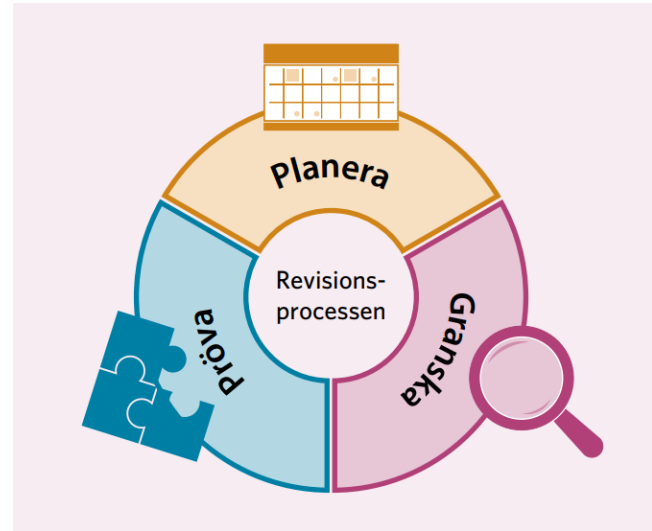 Planera
Revisions-
processen
Granska
Pröva